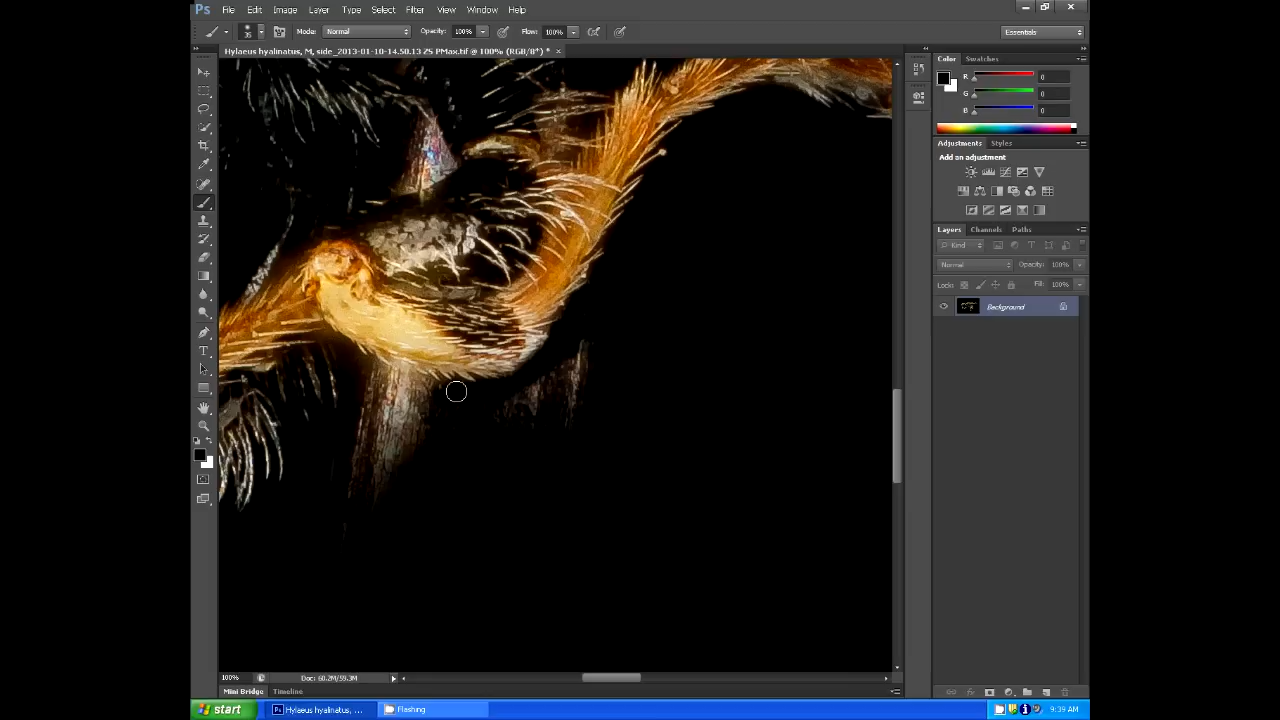 Ps File Edit Image Layer Type Select Filter View Window Help
35 Mode: Normal Opacity: 100% Flow: 100% Essentials
Hylaeus hyalinatus, M, side_2013-01-10-14.50.13 ZS PMax.tif @ 100% (RGB/8*) * ×
Color Swatches
R 0
G 0
B 0
Adjustments Styles
Add an adjustment
Layers Channels Paths
Kind
Normal Opacity: 100%
Lock: Fill: 100%
Background
100% Doc: 60.2M/59.3M
Mini Bridge Timeline
start Ps Hylaeus hyalinatus, ... Flashing 9:39 AM